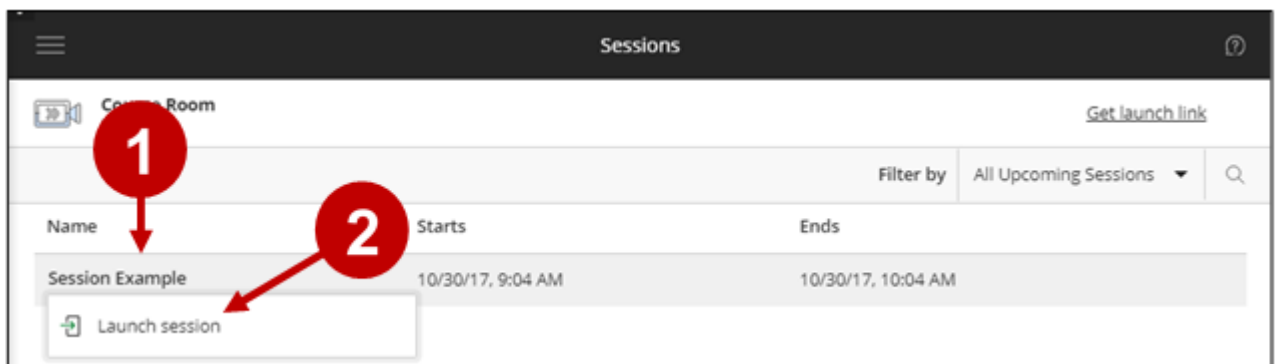 Sessions
Room
Get launch link
1
Filter by All Upcoming Sessions
2
Name Starts Ends
Session Example 10/30/17, 9:04 AM 10/30/17, 10:04 AM
Launch session